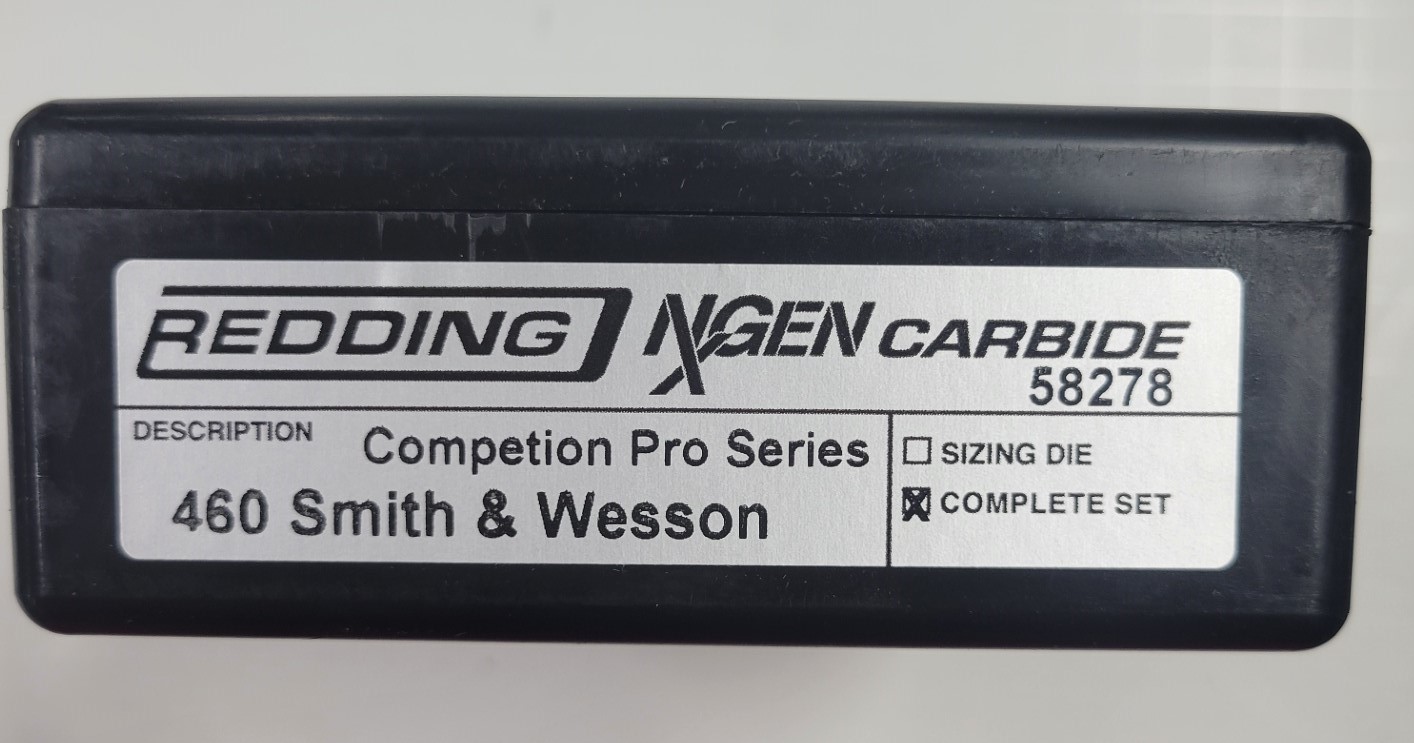 REDDING NXGEN CARBIDE
58278
DESCRIPTION Competion Pro Series
460 Smith & Wesson
SIZING DIE
COMPLETE SET